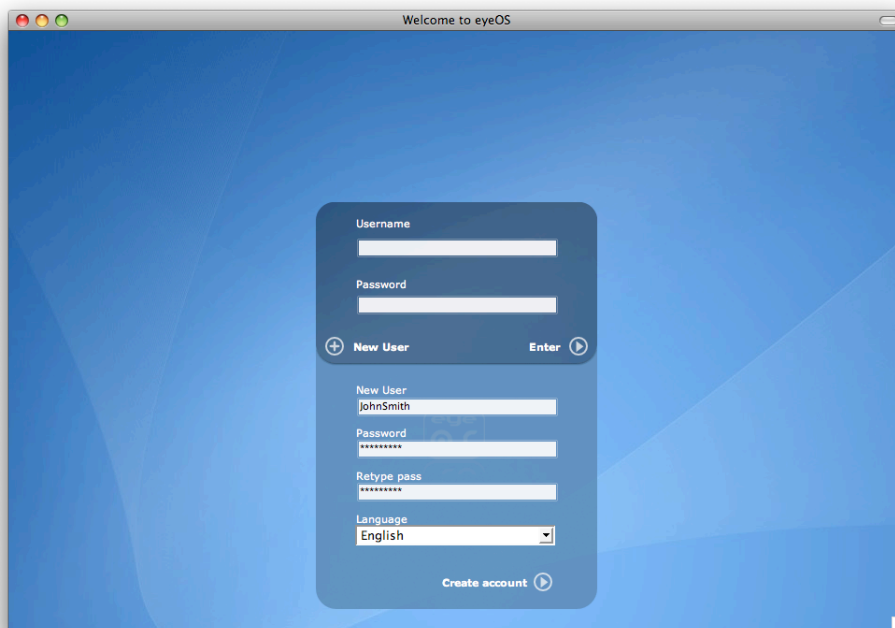 Welcome to eyeOS
Username
Password
New User
Enter
New User
JohnSmith
Password
*********
Retype pass
*********
Language
English
Create account